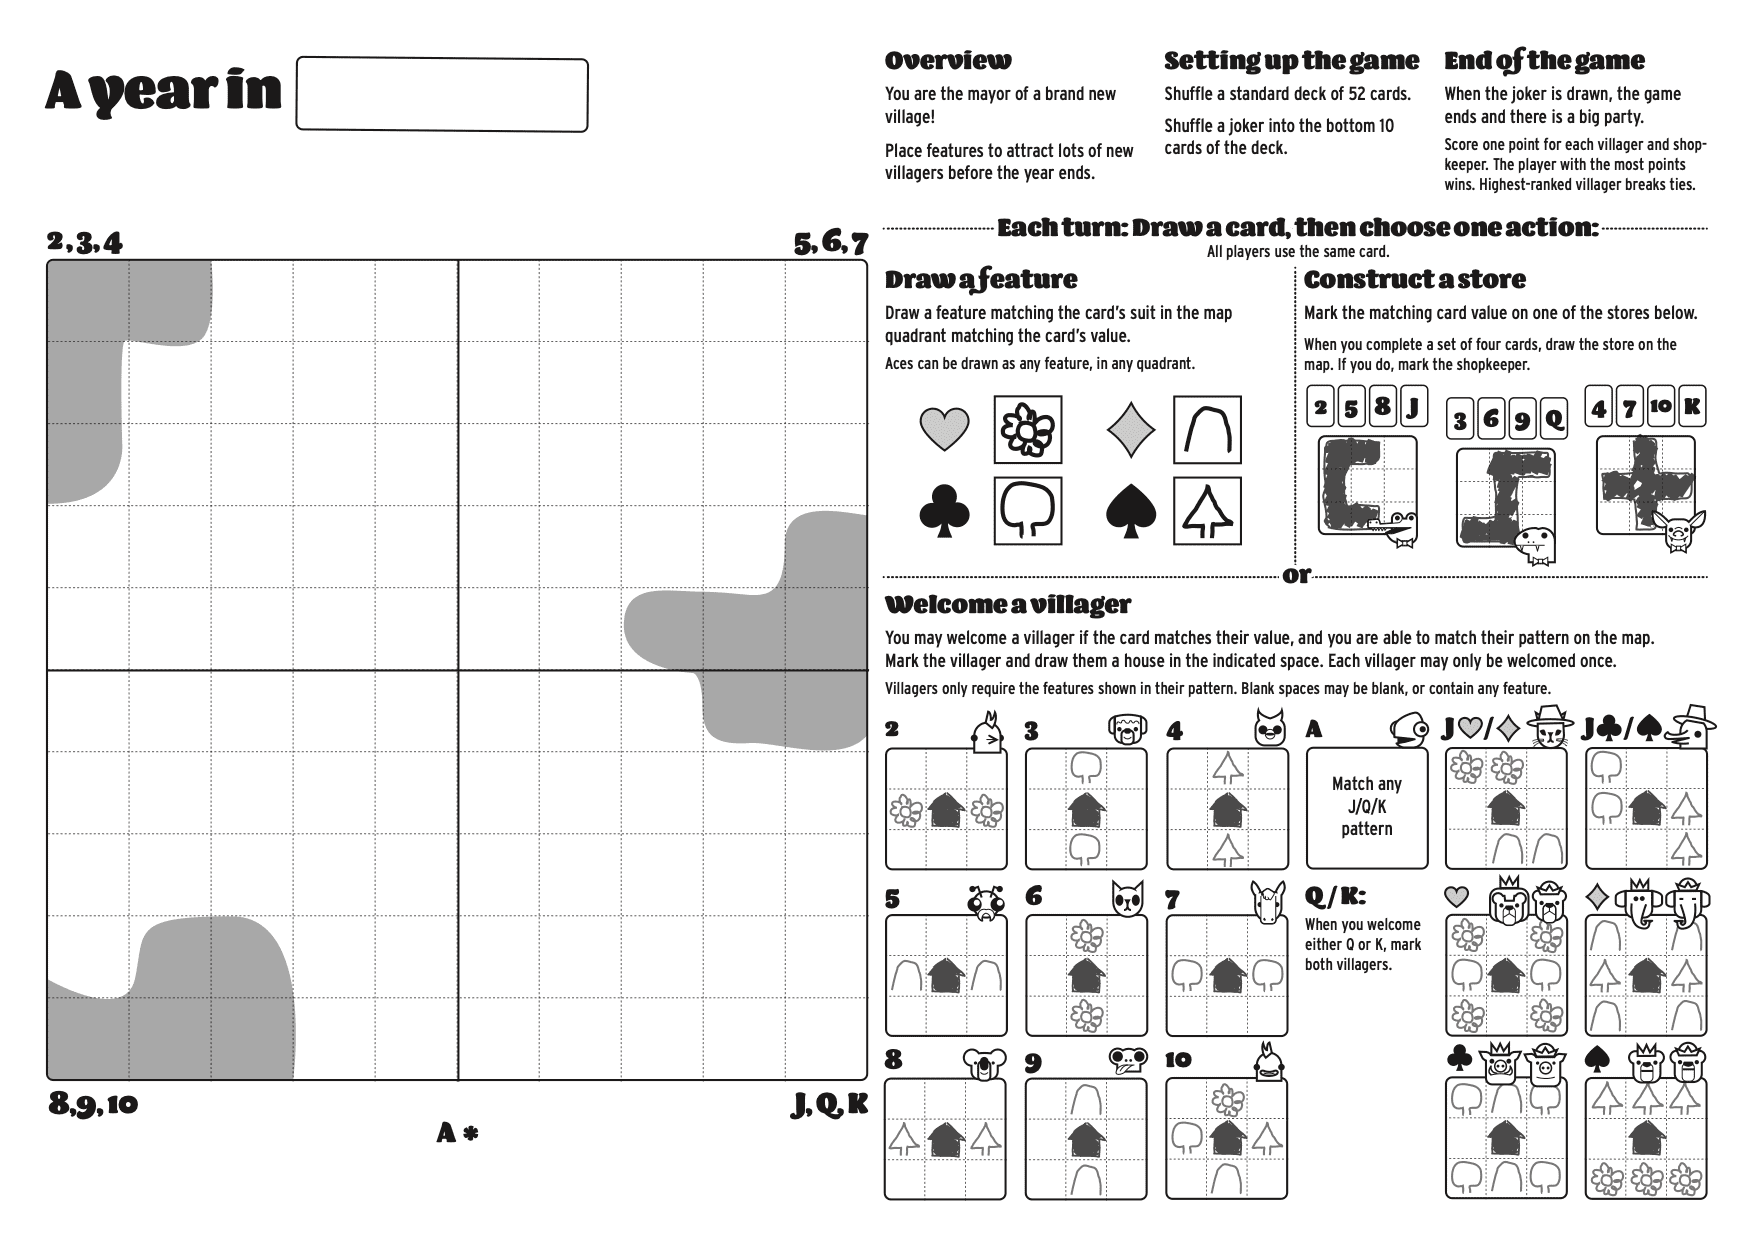 A year in
2, 3, 4
5, 6, 7
8, 9, 10
J, Q, K
A *
Overview
You are the mayor of a brand new
village!
Place features to attract lots of new
villagers before the year ends.
Setting up the game
Shuffle a standard deck of 52 cards.
Shuffle a joker into the bottom 10
cards of the deck.
End of the game
When the joker is drawn, the game
ends and there is a big party.
Score one point for each villager and shop-
keeper. The player with the most points
wins. Highest-ranked villager breaks ties.
Each turn: Draw a card, then choose one action:
All players use the same card.
Draw a feature
Draw a feature matching the card's suit in the map
quadrant matching the card's value.
Aces can be drawn as any feature, in any quadrant.
Construct a store
Mark the matching card value on one of the stores below.
When you complete a set of four cards, draw the store on the
map. If you do, mark the shopkeeper.
2 5 8 J
3 6 9 Q
4 7 10 K
or
Welcome a villager
You may welcome a villager if the card matches their value, and you are able to match their pattern on the map.
Mark the villager and draw them a house in the indicated space. Each villager may only be welcomed once.
Villagers only require the features shown in their pattern. Blank spaces may be blank, or contain any feature.
2
3
4
A
Match any
J/Q/K
pattern
J♥/♦
J♣/♠
5
6
7
Q/K:
When you welcome
either Q or K, mark
both villagers.
♥
♦
8
9
10
♣
♠